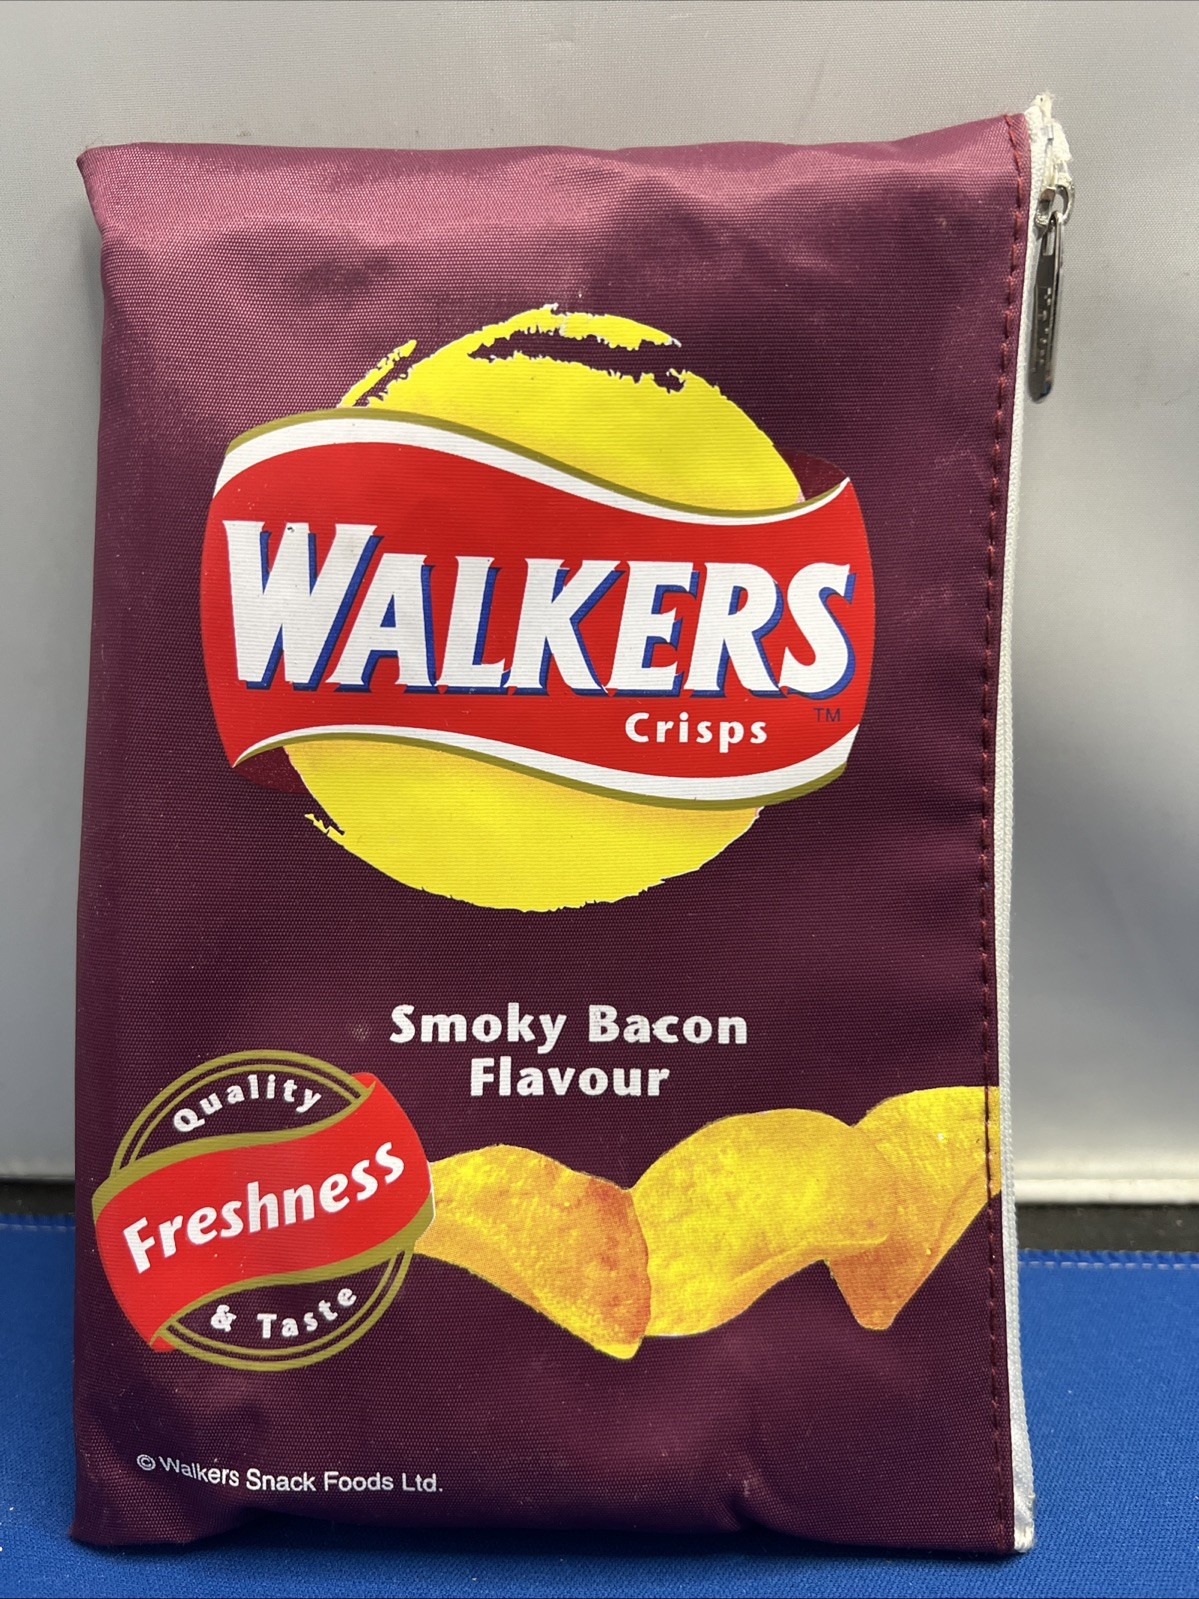 WALKERS
Crisps
TM
Smoky Bacon
Flavour
Quality
Freshness
& Taste
© Walkers Snack Foods Ltd.